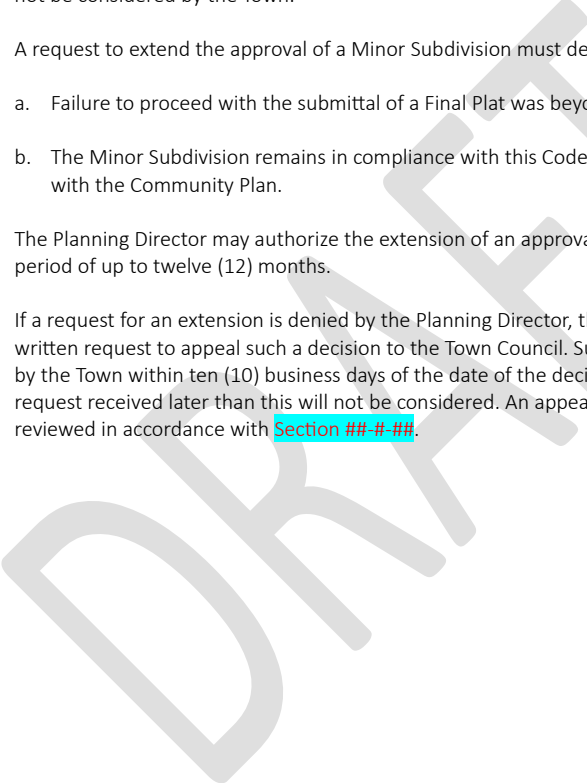 not be considered by the Town.
A request to extend the approval of a Minor Subdivision must de
a. Failure to proceed with the submittal of a Final Plat was beyo
b. The Minor Subdivision remains in compliance with this Code
with the Community Plan.
The Planning Director may authorize the extension of an approva
period of up to twelve (12) months.
If a request for an extension is denied by the Planning Director, t
written request to appeal such a decision to the Town Council. Su
by the Town within ten (10) business days of the date of the deci
request received later than this will not be considered. An appea
reviewed in accordance with Section ##-#-##.
DRAFT